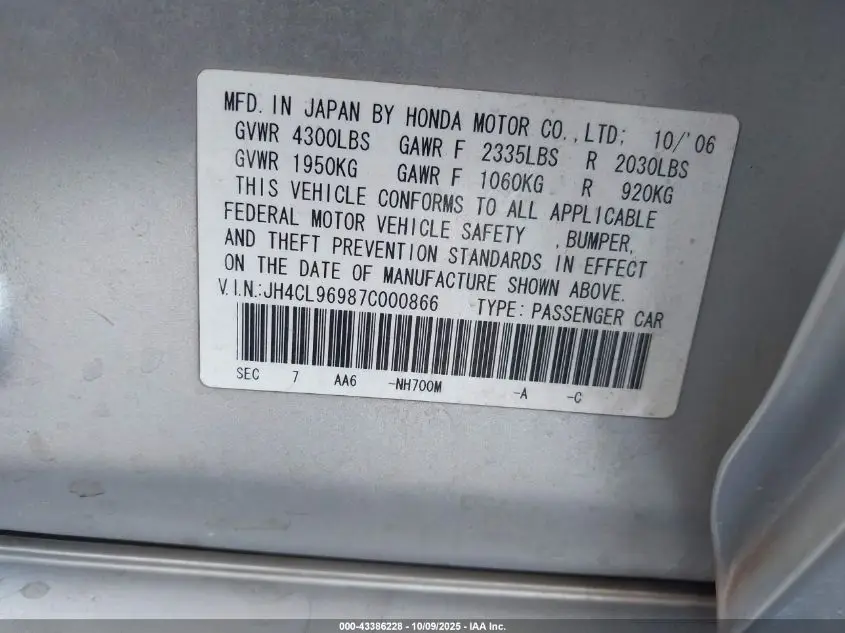 MFD. IN JAPAN BY HONDA MOTOR CO., LTD; 10/'06
GVWR 4300LBS GAWR F 2335LBS R 2030LBS
GVWR 1950KG GAWR F 1060KG R 920KG
THIS VEHICLE CONFORMS TO ALL APPLICABLE
FEDERAL MOTOR VEHICLE SAFETY , BUMPER,
AND THEFT PREVENTION STANDARDS IN EFFECT
ON THE DATE OF MANUFACTURE SHOWN ABOVE.
V.I.N.:JH4CL96987C000866 TYPE: PASSENGER CAR
SEC 7 AA6 -NH700M -A -C
000-43386228 - 10/09/2025 - IAA Inc.